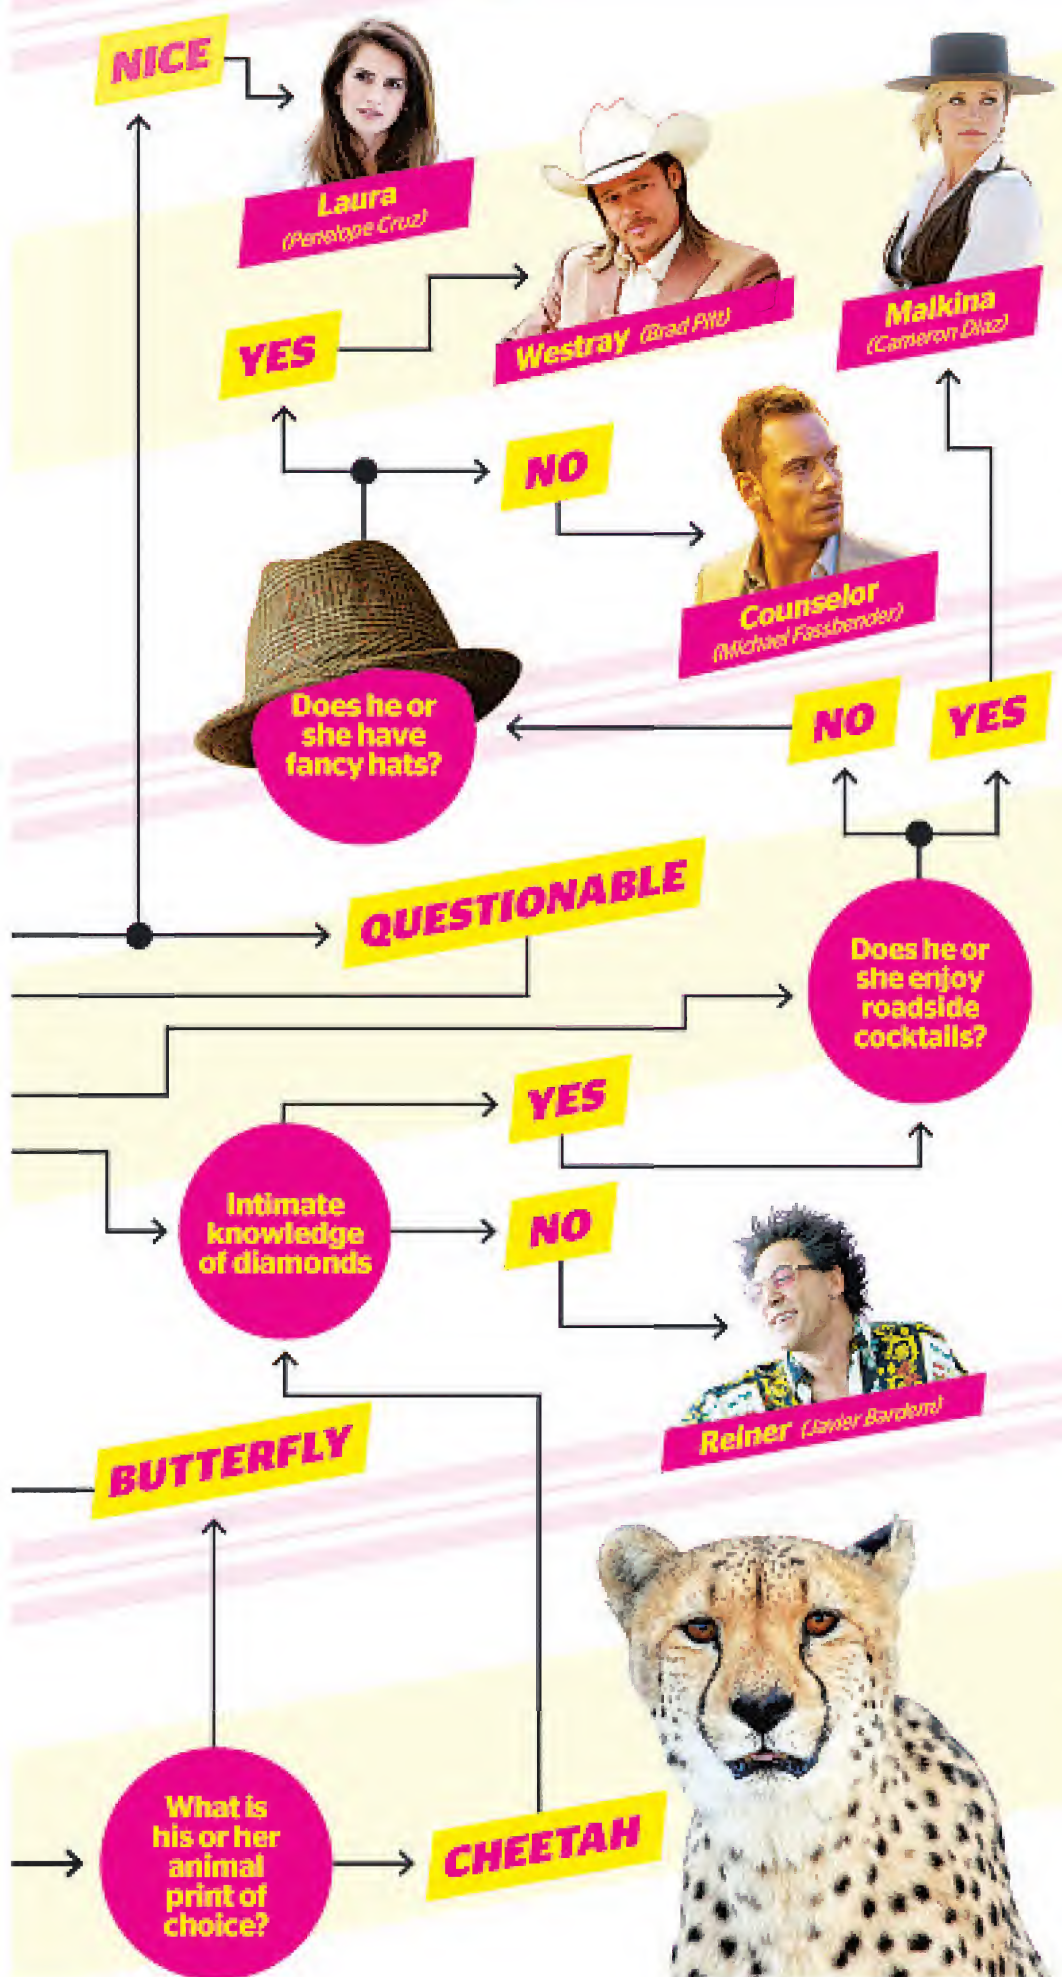 NICE
Laura
(Penelope Cruz)
Westray (Brad Pitt)
Malkina
(Cameron Diaz)
YES
NO
Counselor
(Michael Fassbender)
Does he or
she have
fancy hats?
NO
YES
QUESTIONABLE
Does he or
she enjoy
roadside
cocktails?
YES
Intimate
knowledge
of diamonds
NO
Reiner (Javier Bardem)
BUTTERFLY
What is
his or her
animal
print of
choice?
CHEETAH